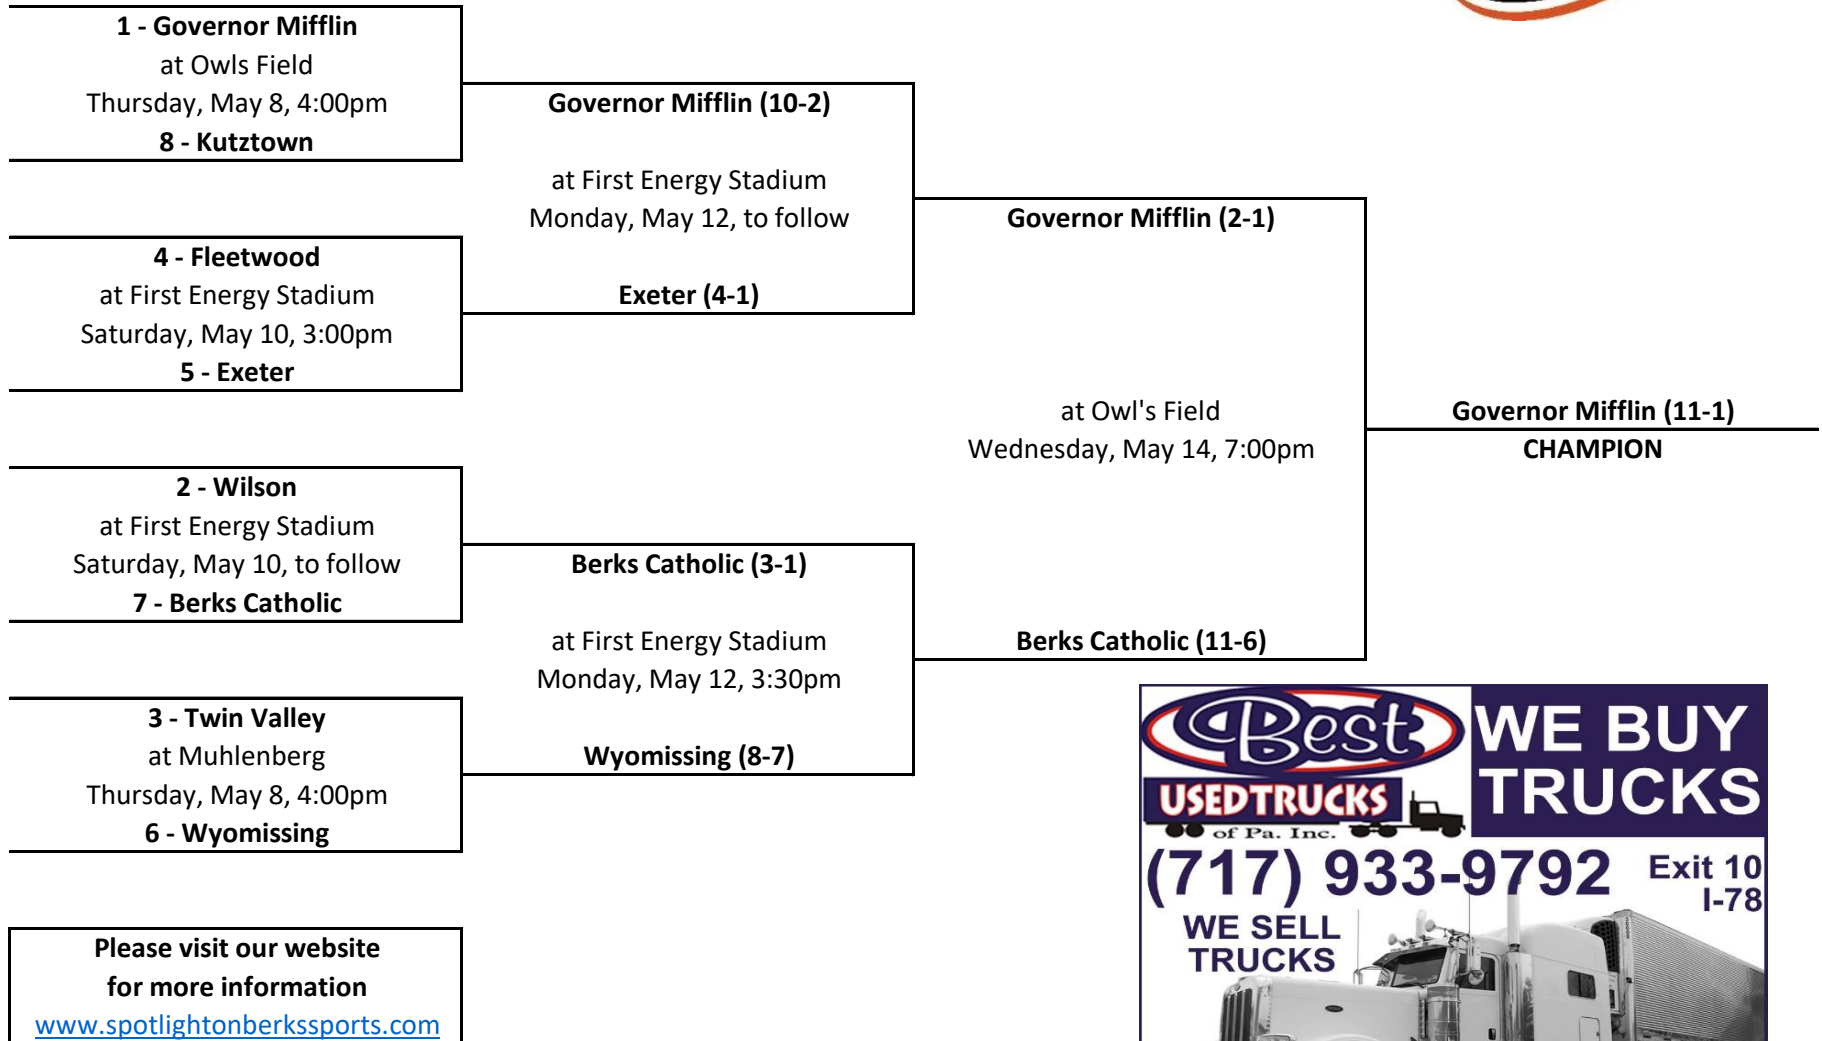 1 - Governor Mifflin
at Owls Field
Thursday, May 8, 4:00pm
8 - Kutztown
4 - Fleetwood
at First Energy Stadium
Saturday, May 10, 3:00pm
5 - Exeter
2 - Wilson
at First Energy Stadium
Saturday, May 10, to follow
7 - Berks Catholic
3 - Twin Valley
at Muhlenberg
Thursday, May 8, 4:00pm
6 - Wyomissing
Governor Mifflin (10-2)
at First Energy Stadium
Monday, May 12, to follow
Exeter (4-1)
Berks Catholic (3-1)
at First Energy Stadium
Monday, May 12, 3:30pm
Wyomissing (8-7)
Governor Mifflin (2-1)
at Owl's Field
Wednesday, May 14, 7:00pm
Berks Catholic (11-6)
Governor Mifflin (11-1)
CHAMPION
Please visit our website
for more information
www.spotlightonberkssports.com
Best
USED TRUCKS
of Pa. Inc.
WE BUY
TRUCKS
(717) 933-9792
Exit 10
I-78
WE SELL
TRUCKS